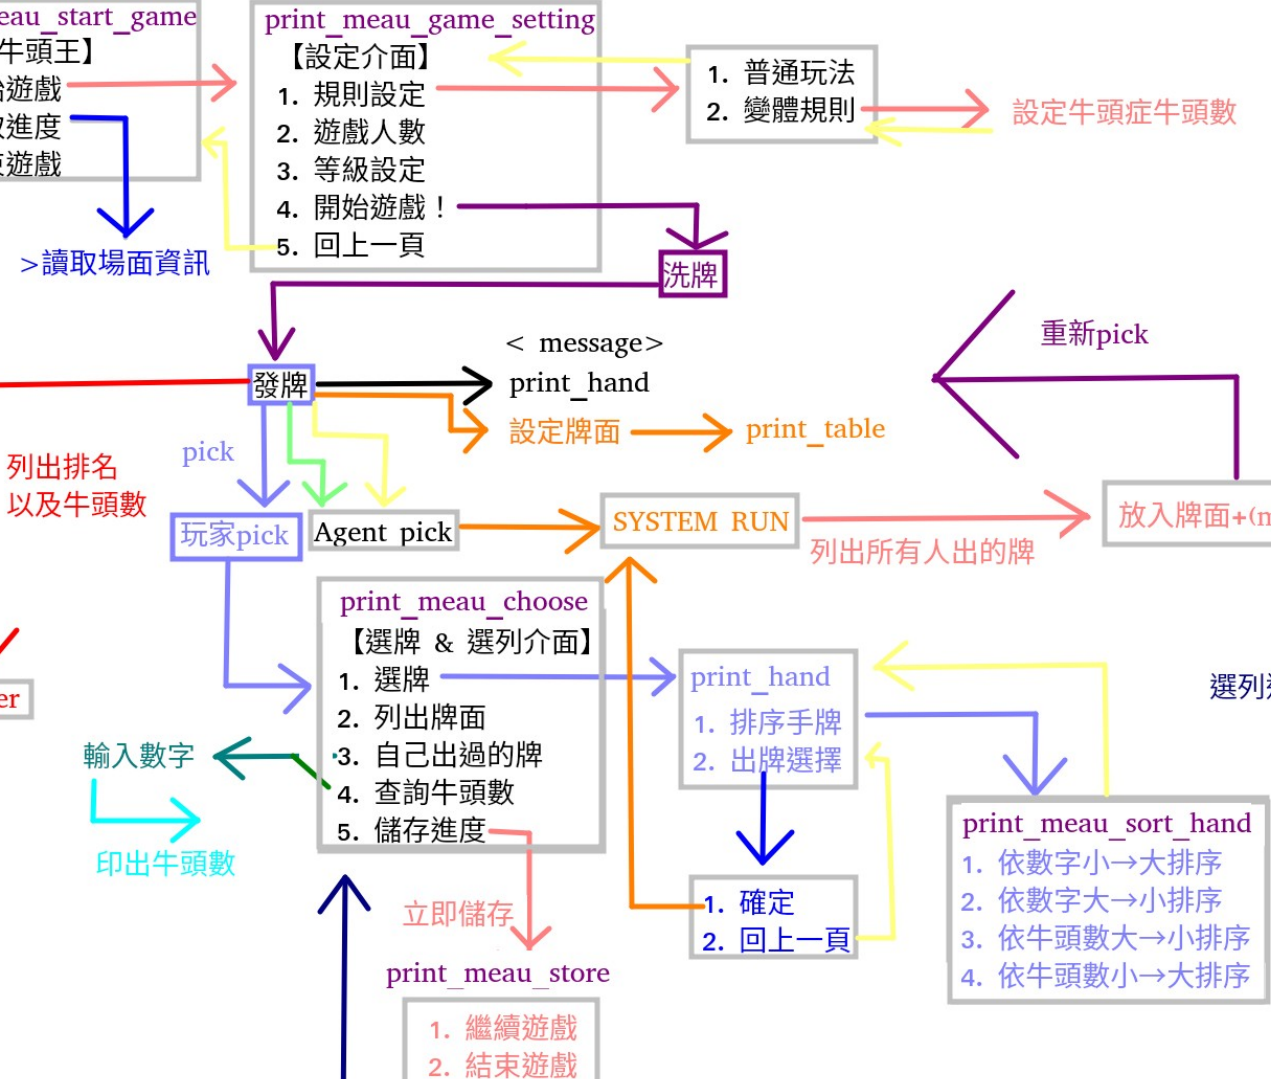 eau_start_game
牛頭王】
始遊戲
取進度
束遊戲
>讀取場面資訊
print_meau_game_setting
【設定介面】
1. 規則設定
2. 遊戲人數
3. 等級設定
4. 開始遊戲！
5. 回上一頁
1. 普通玩法
2. 變體規則
設定牛頭症牛頭數
洗牌
發牌
< message>
print_hand
設定牌面
print_table
重新pick
列出排名
以及牛頭數
pick
玩家pick
Agent pick
SYSTEM RUN
列出所有人出的牌
放入牌面+(m
er
print_meau_choose
【選牌 & 選列介面】
1. 選牌
2. 列出牌面
3. 自己出過的牌
4. 查詢牛頭數
5. 儲存進度
輸入數字
印出牛頭數
立即儲存
print_meau_store
1. 繼續遊戲
2. 結束遊戲
print_hand
1. 排序手牌
2. 出牌選擇
1. 確定
2. 回上一頁
選列
print_meau_sort_hand
1. 依數字小→大排序
2. 依數字大→小排序
3. 依牛頭數大→小排序
4. 依牛頭數小→大排序